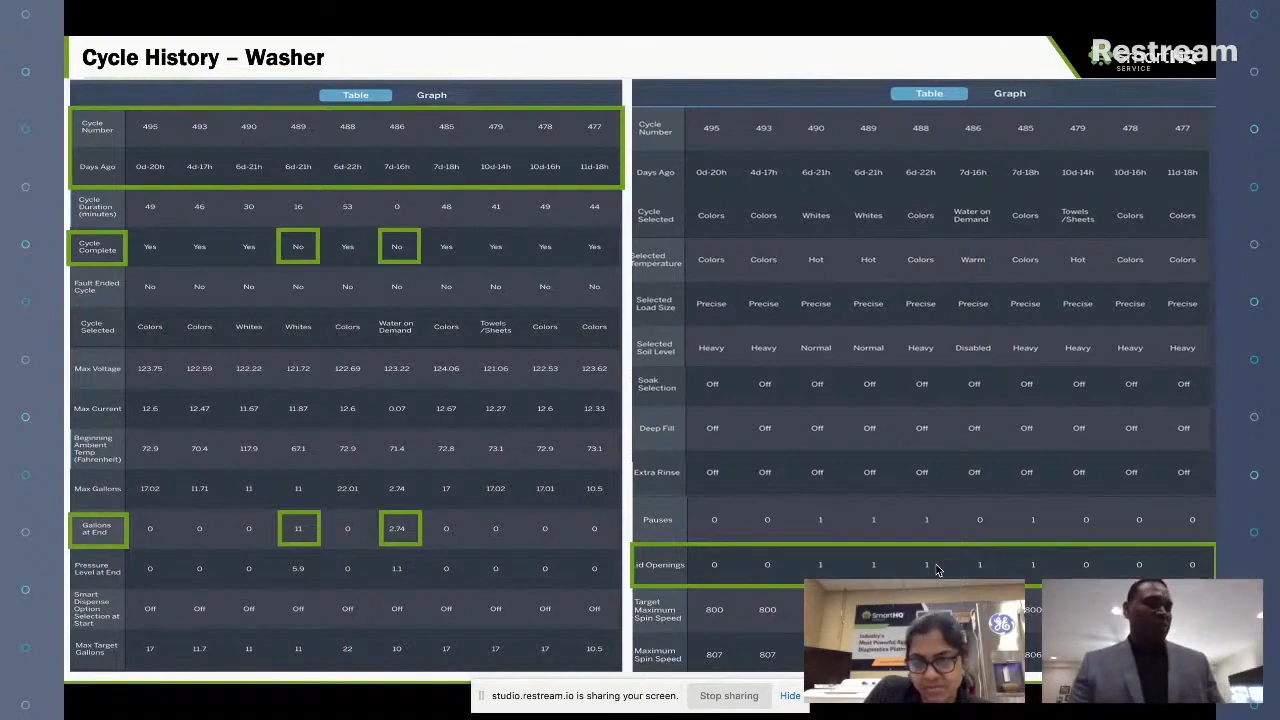 Cycle History – Washer
Restream
SERVICE
Table Graph
Cycle
Number 495 493 490 489 488 486 485 479 478 477
Days Ago 0d-20h 4d-17h 6d-21h 6d-21h 6d-22h 7d-16h 7d-18h 10d-14h 10d-16h 11d-18h
Cycle
Duration
(minutes) 49 46 30 16 53 0 48 41 49 44
Cycle
Complete Yes Yes Yes No Yes No Yes Yes Yes Yes
Fault Ended
Cycle No No No No No No No No No No
Cycle
Selected Colors Colors Whites Whites Colors Water on
Demand Colors Towels
/Sheets Colors Colors
Max Voltage 123.75 122.59 122.22 121.72 122.69 123.22 124.06 121.06 122.53 123.62
Max Current 12.6 12.47 11.67 11.87 12.6 0.07 12.67 12.27 12.6 12.33
Beginning
Ambient
Temp
(Fahrenheit) 72.9 70.4 117.9 67.1 72.9 71.4 72.8 73.1 72.9 73.1
Max Gallons 17.02 11.71 11 11 22.01 2.74 17 17.02 17.01 10.5
Gallons
at End 0 0 0 11 0 2.74 0 0 0 0
Pressure
Level at End 0 0 0 5.9 0 1.1 0 0 0 0
Smart
Dispense
Option
Selection at
Start Off Off Off Off Off Off Off Off Off Off
Max Target
Gallons 17 11.7 11 11 22 10 17 17 17 10.5
Table Graph
Cycle
Number 495 493 490 489 488 486 485 479 478 477
Days Ago 0d-20h 4d-17h 6d-21h 6d-21h 6d-22h 7d-16h 7d-18h 10d-14h 10d-16h 11d-18h
Cycle
Selected Colors Colors Whites Whites Colors Water on
Demand Colors Towels
/Sheets Colors Colors
Selected
Temperature Colors Colors Hot Hot Colors Warm Colors Hot Colors Colors
Selected
Load Size Precise Precise Precise Precise Precise Precise Precise Precise Precise Precise
Selected
Soil Level Heavy Heavy Normal Normal Heavy Disabled Heavy Heavy Heavy Heavy
Soak
Selection Off Off Off Off Off Off Off Off Off Off
Deep Fill Off Off Off Off Off Off Off Off Off Off
Extra Rinse Off Off Off Off Off Off Off Off Off Off
Pauses 0 0 1 1 1 0 1 0 0 0
id Openings 0 0 1 1 1 1 1 0 0 0
Target
Maximum
Spin Speed 800 800 800
Maximum
Spin Speed 807 807 806
SmartHQ
Industry's
Most Powerful
GE
studio.restream.io is sharing your screen. Stop sharing Hide